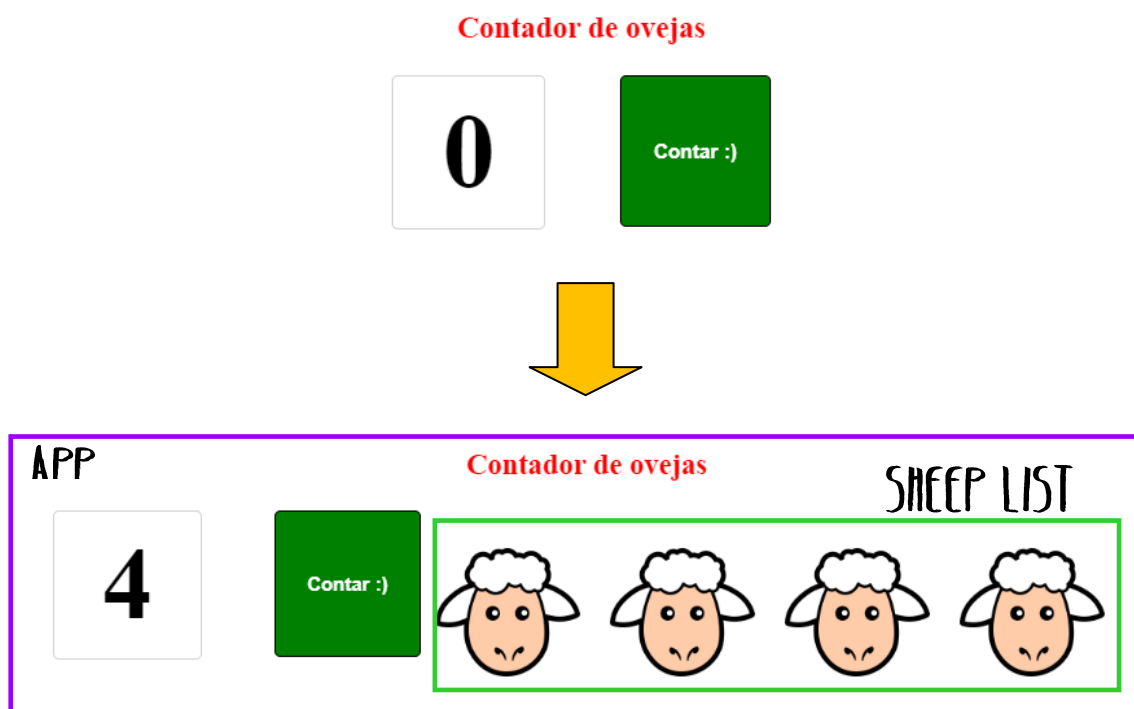 Contador de ovejas
0
Contar :)
APP
Contador de ovejas
SHEEP LIST
4
Contar :)